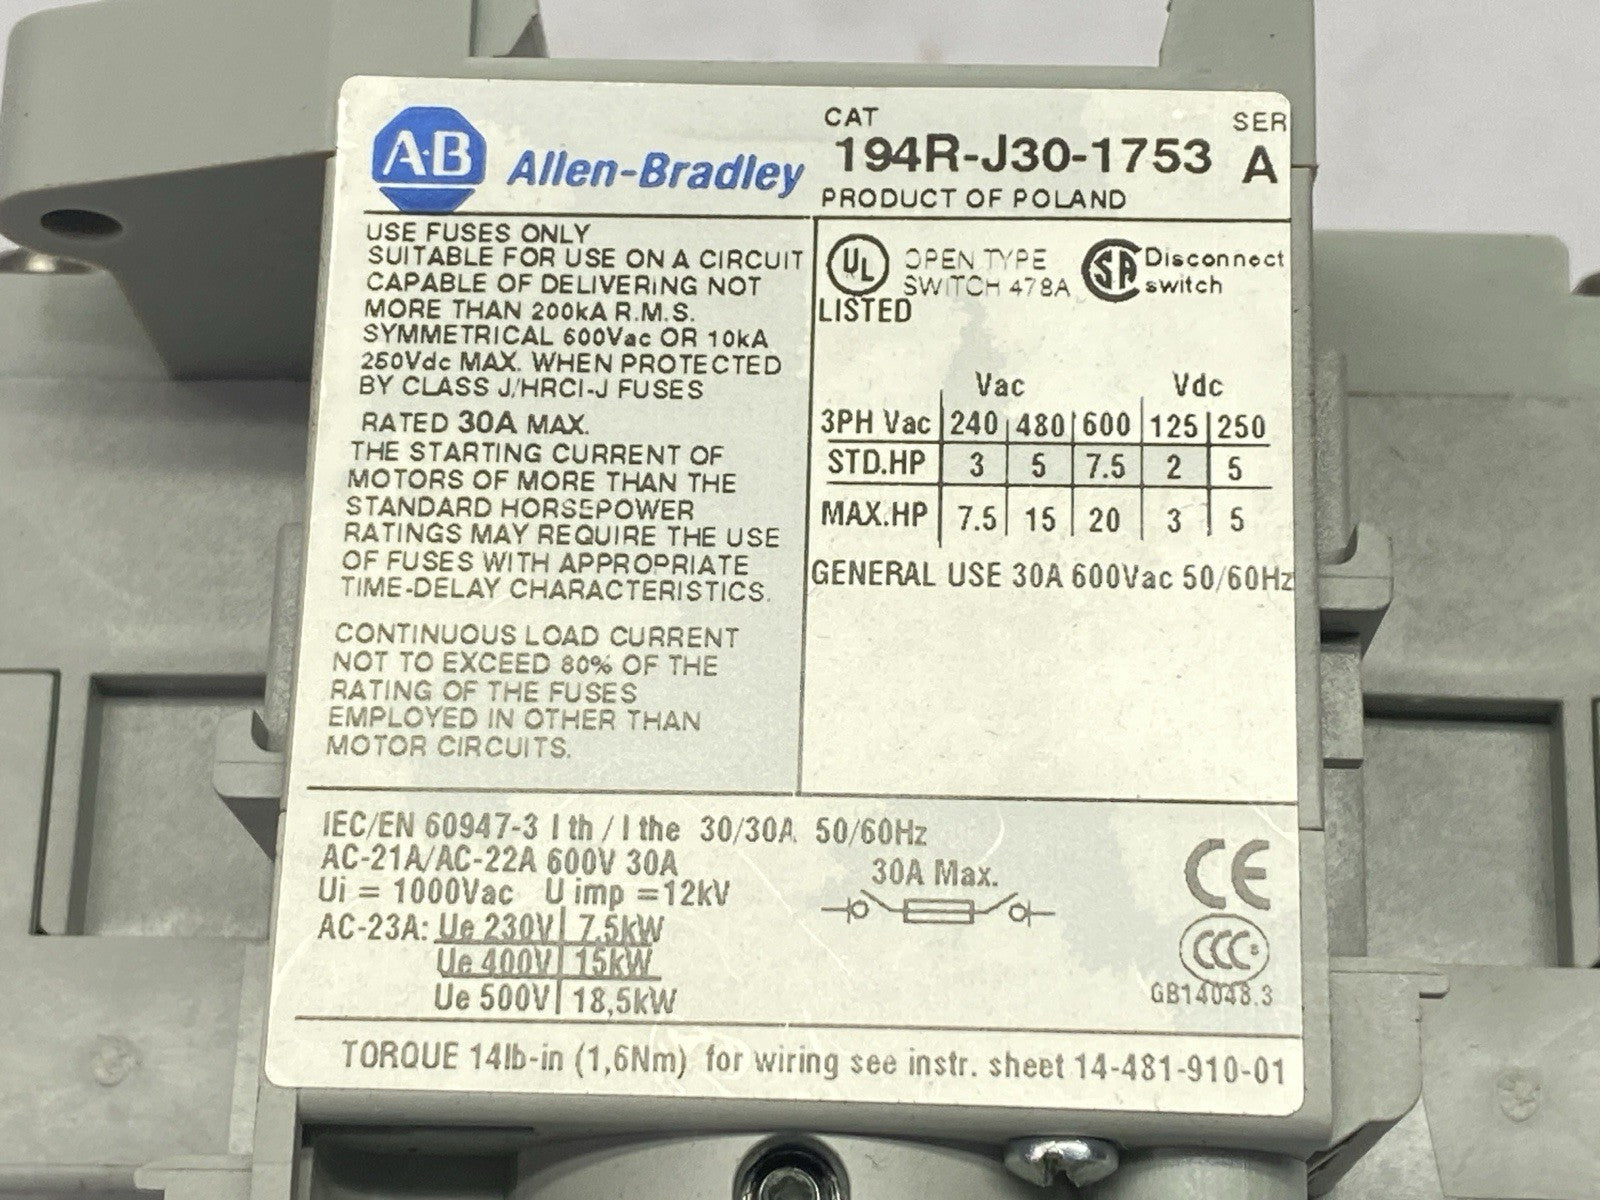 A-B
Allen-Bradley
CAT
194R-J30-1753
SER
A
PRODUCT OF POLAND
USE FUSES ONLY
SUITABLE FOR USE ON A CIRCUIT
CAPABLE OF DELIVERING NOT
MORE THAN 200kA R.M.S.
SYMMETRICAL 600Vac OR 10kA
250Vdc MAX. WHEN PROTECTED
BY CLASS J/HRCI-J FUSES
RATED 30A MAX.
THE STARTING CURRENT OF
MOTORS OF MORE THAN THE
STANDARD HORSEPOWER
RATINGS MAY REQUIRE THE USE
OF FUSES WITH APPROPRIATE
TIME-DELAY CHARACTERISTICS.
CONTINUOUS LOAD CURRENT
NOT TO EXCEED 80% OF THE
RATING OF THE FUSES
EMPLOYED IN OTHER THAN
MOTOR CIRCUITS.
UL
LISTED
OPEN TYPE
SWITCH 478A
SA
Disconnect
switch
Vac Vdc
3PH Vac 240 480 600 125 250
STD.HP 3 5 7.5 2 5
MAX.HP 7.5 15 20 3 5
GENERAL USE 30A 600Vac 50/60Hz
IEC/EN 60947-3 I th / I the 30/30A 50/60Hz
AC-21A/AC-22A 600V 30A
Ui = 1000Vac U imp =12kV
AC-23A: Ue 230V 7.5kW
Ue 400V 15kW
Ue 500V 18,5kW
30A Max.
CE
CCC S
GB14048.3
TORQUE 14lb-in (1,6Nm) for wiring see instr. sheet 14-481-910-01